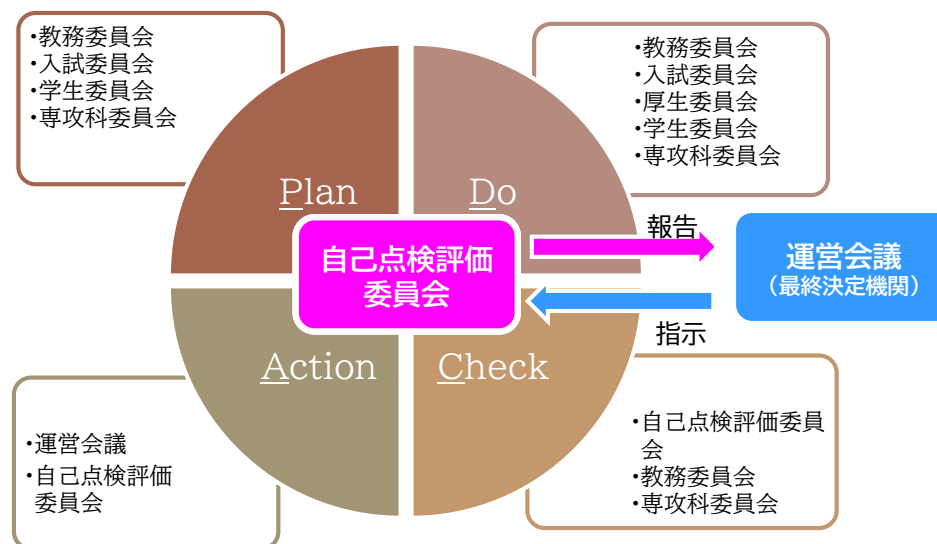 ・教務委員会
・入試委員会
・学生委員会
・専攻科委員会
・教務委員会
・入試委員会
・厚生委員会
・学生委員会
・専攻科委員会
Plan
Do
自己点検評価
委員会
報告
運営会議
（最終決定機関）
指示
Action
Check
・運営会議
・自己点検評価
委員会
・自己点検評価委員
会
・教務委員会
・専攻科委員会